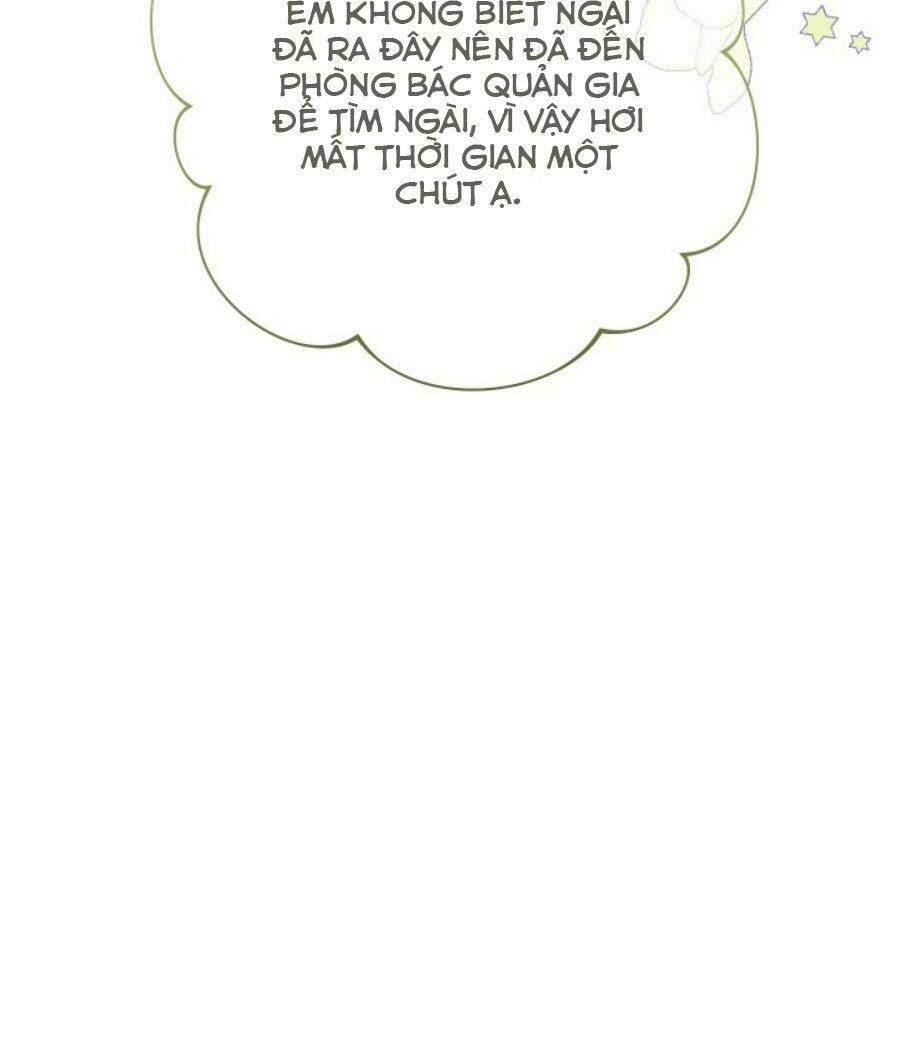 EM KHÔNG BIẾT NGÀI
ĐÃ RA ĐÂY NÊN ĐÃ ĐẾN
PHÒNG BÁC QUẢN GIA
ĐỂ TÌM NGÀI, VÌ VẬY HƠI
MẤT THỜI GIAN MỘT
CHÚT Ạ.